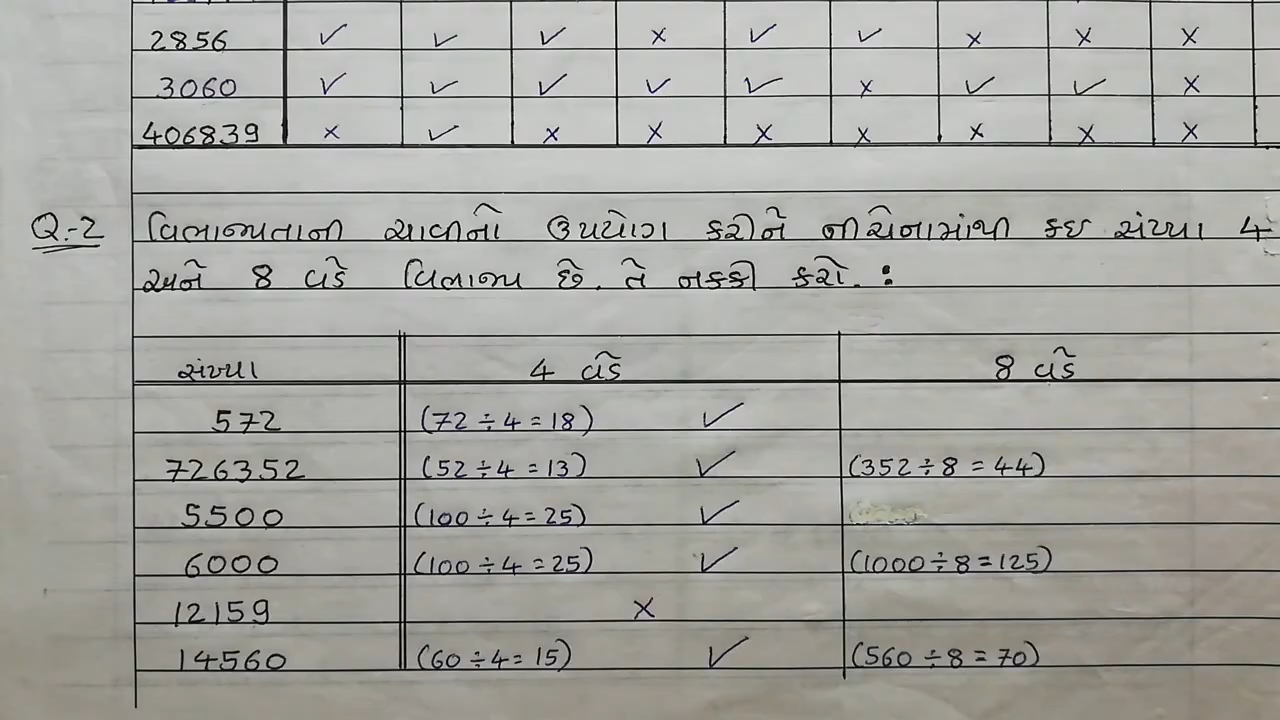 2856 ✓ ✓ ✓ × ✓ ✓ × × ×
3060 ✓ ✓ ✓ ✓ ✓ × ✓ ✓ ×
406839 × ✓ × × × × × × ×
Q.-2 વિભાજ્યતાની ચાવીનો ઉપયોગ કરીને નીચેનામાંથી કઇ સંખ્યા 4
અને 8 વડે વિભાજ્ય છે. તે નક્કી કરો. :
સંખ્યા 4 વડે 8 વડે
572 (72 ÷ 4 = 18) ✓
726352 (52 ÷ 4 = 13) ✓ (352 ÷ 8 = 44)
5500 (100 ÷ 4 = 25) ✓
6000 (100 ÷ 4 = 25) ✓ (1000 ÷ 8 = 125)
12159 ×
14560 (60 ÷ 4 = 15) ✓ (560 ÷ 8 = 70)